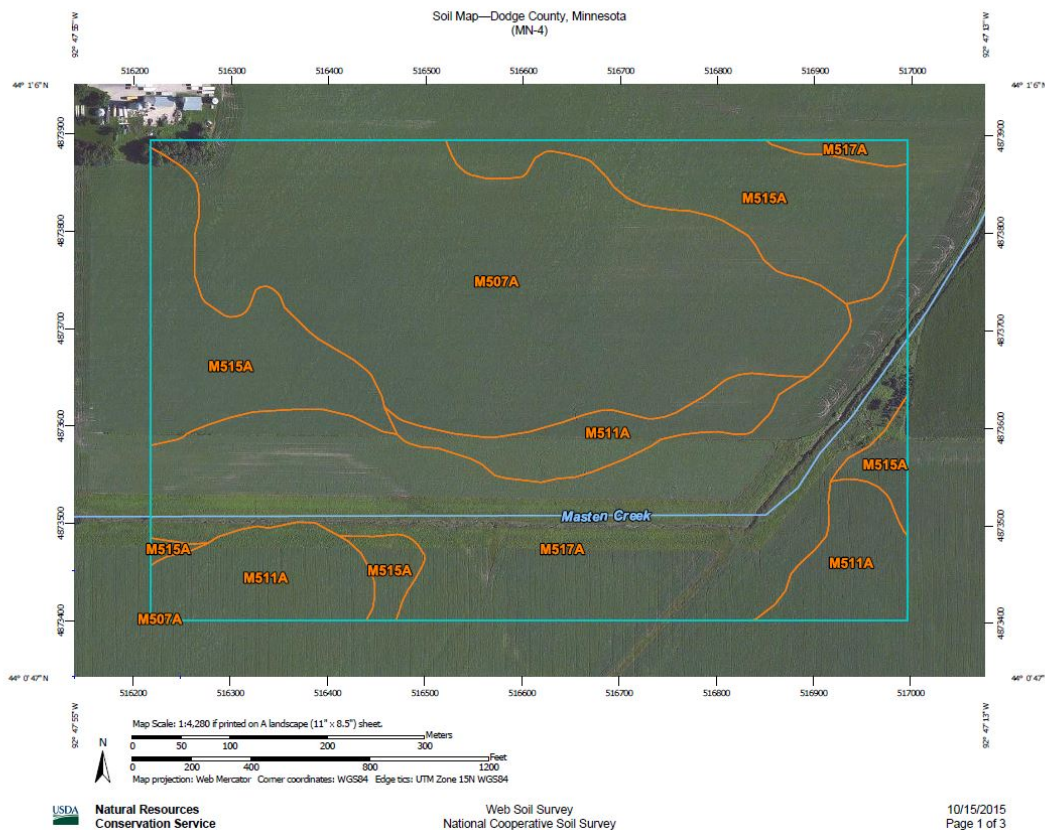 Soil Map—Dodge County, Minnesota
(MN-4)
92° 47' 55'' W
92° 47' 13'' W
516200 516300 516400 516500 516600 516700 516800 516900 517000
44° 1' 6'' N
44° 1' 6'' N
4873900
4873900
M517A
M515A
4873800
4873800
M507A
4873700
4873700
M515A
M511A
4873600
4873600
M515A
4873500
Masten Creek
4873500
M515A
M517A
M515A
M511A
M511A
M507A
4873400
4873400
44° 0' 47'' N
44° 0' 47'' N
516200 516300 516400 516500 516600 516700 516800 516900 517000
92° 47' 55'' W
92° 47' 13'' W
Map Scale: 1:4,280 if printed on A landscape (11" x 8.5") sheet.
N
Meters
0 50 100 200 300
Feet
0 200 400 800 1200
Map projection: Web Mercator Corner coordinates: WGS84 Edge tics: UTM Zone 15N WGS84
USDA
Natural Resources
Conservation Service
Web Soil Survey
National Cooperative Soil Survey
10/15/2015
Page 1 of 3